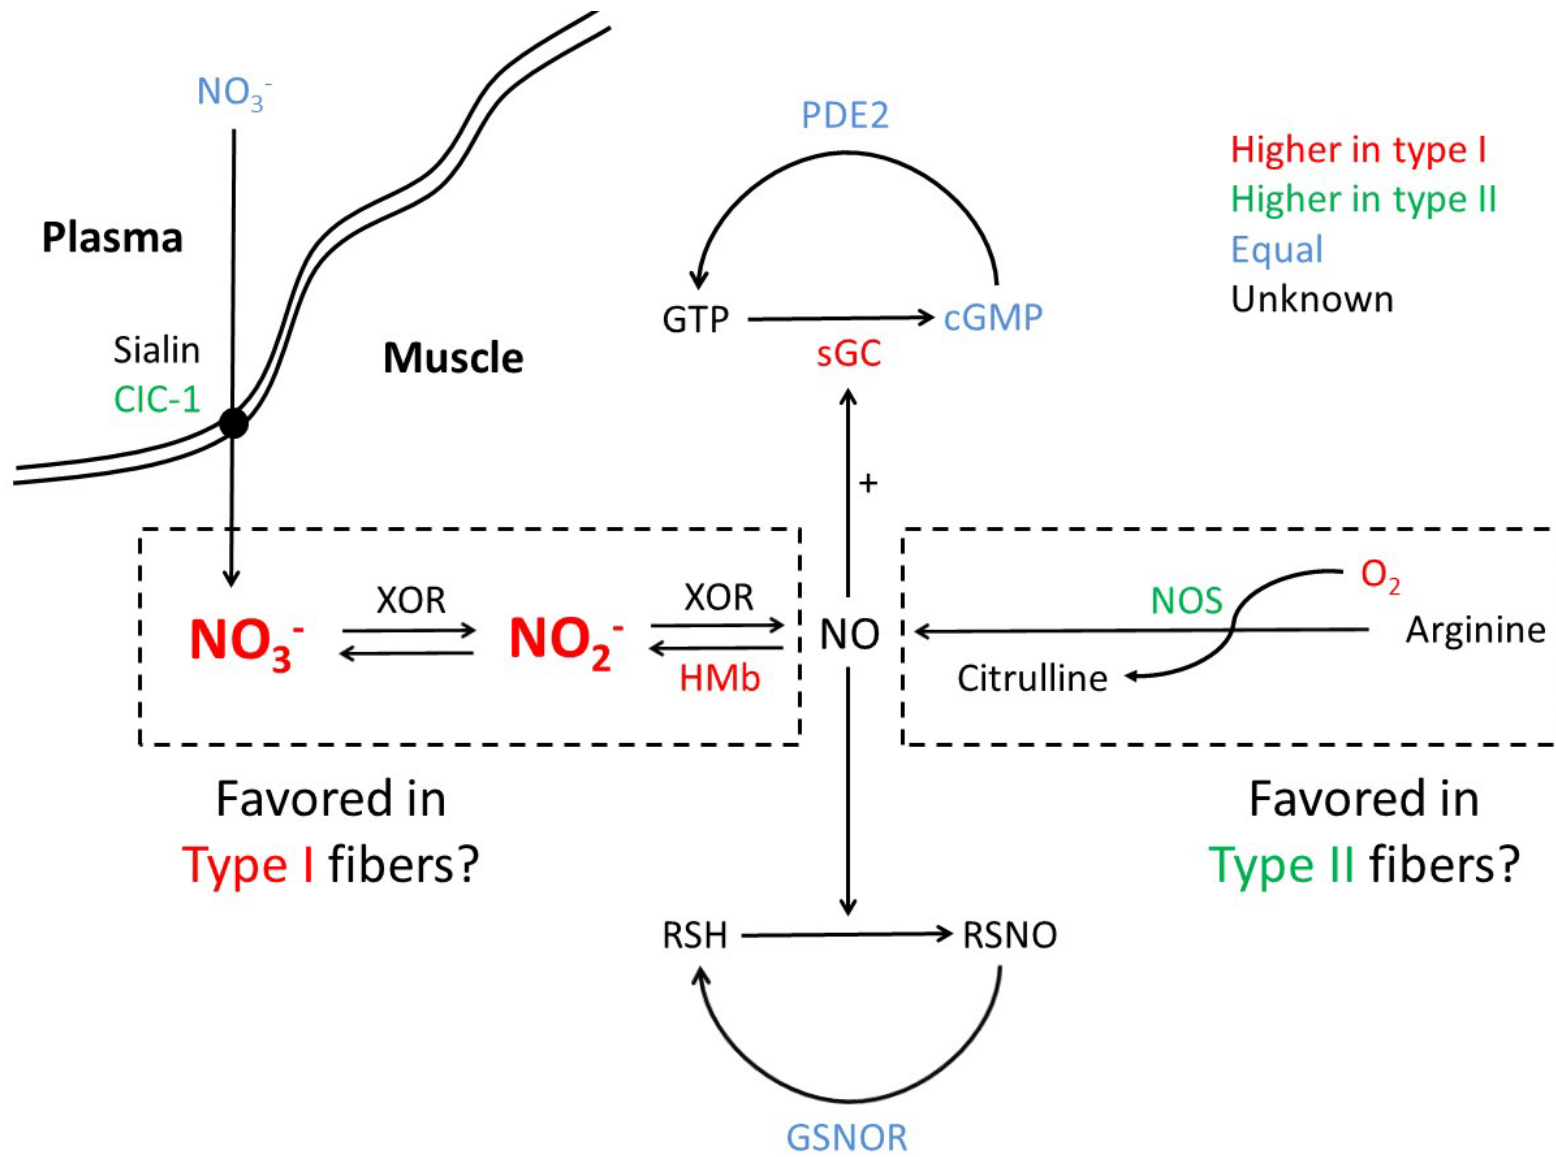 NO₃⁻
PDE2
Higher in type I
Higher in type II
Equal
Unknown
Plasma
Muscle
Sialin
CIC-1
GTP
cGMP
sGC
+
NO₃⁻
XOR
NO₂⁻
XOR
HMb
NO
NOS
O₂
Arginine
Citrulline
Favored in
Type I fibers?
Favored in
Type II fibers?
RSH
RSNO
GSNOR